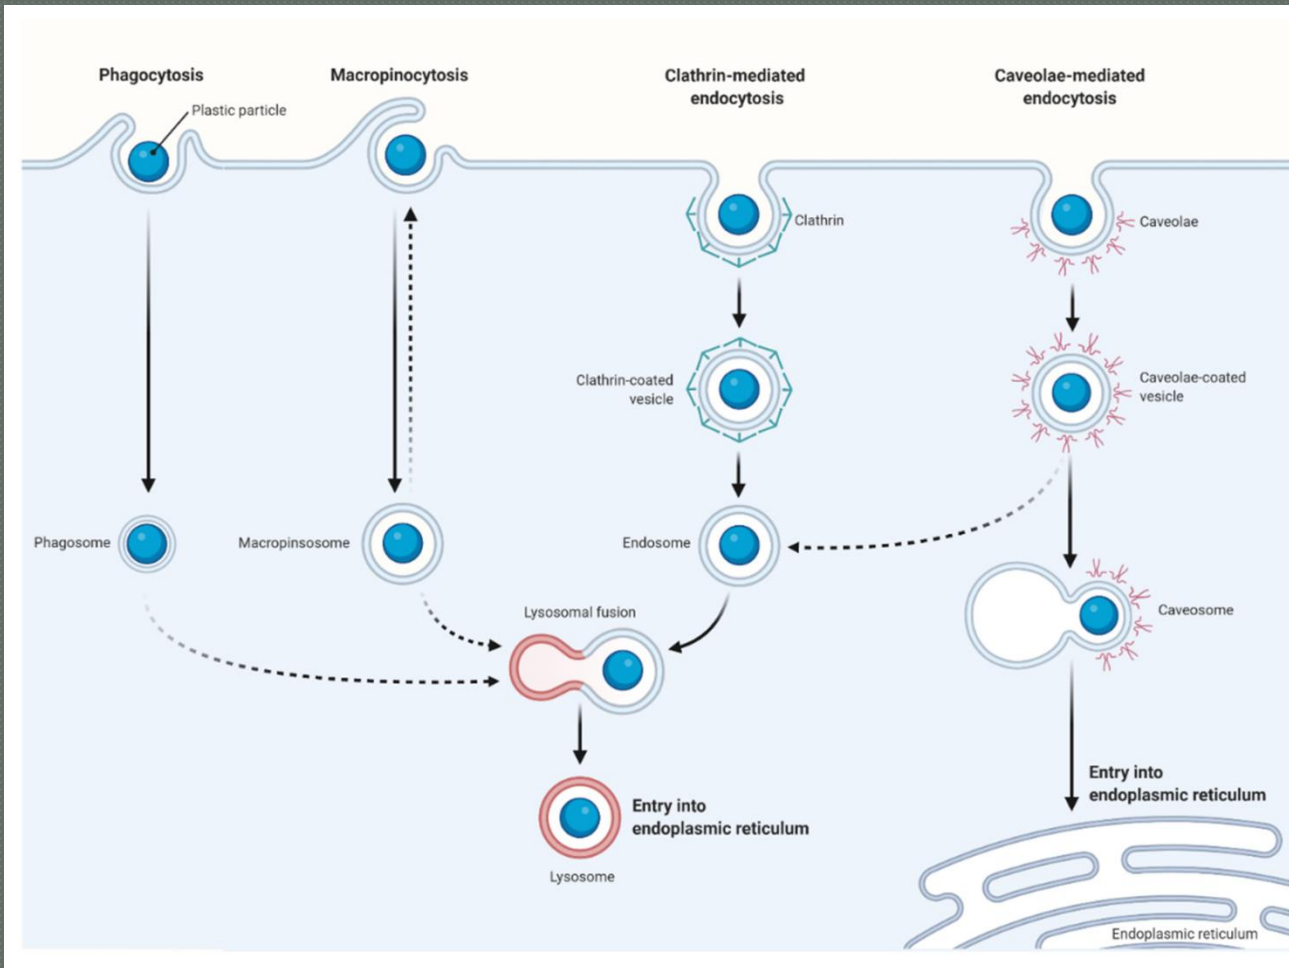 Phagocytosis
Macropinocytosis
Clathrin-mediated
endocytosis
Caveolae-mediated
endocytosis
Plastic particle
Clathrin
Caveolae
Clathrin-coated
vesicle
Caveolae-coated
vesicle
Phagosome
Macropinsosome
Endosome
Lysosomal fusion
Caveosome
Entry into
endoplasmic reticulum
Entry into
endoplasmic reticulum
Lysosome
Endoplasmic reticulum